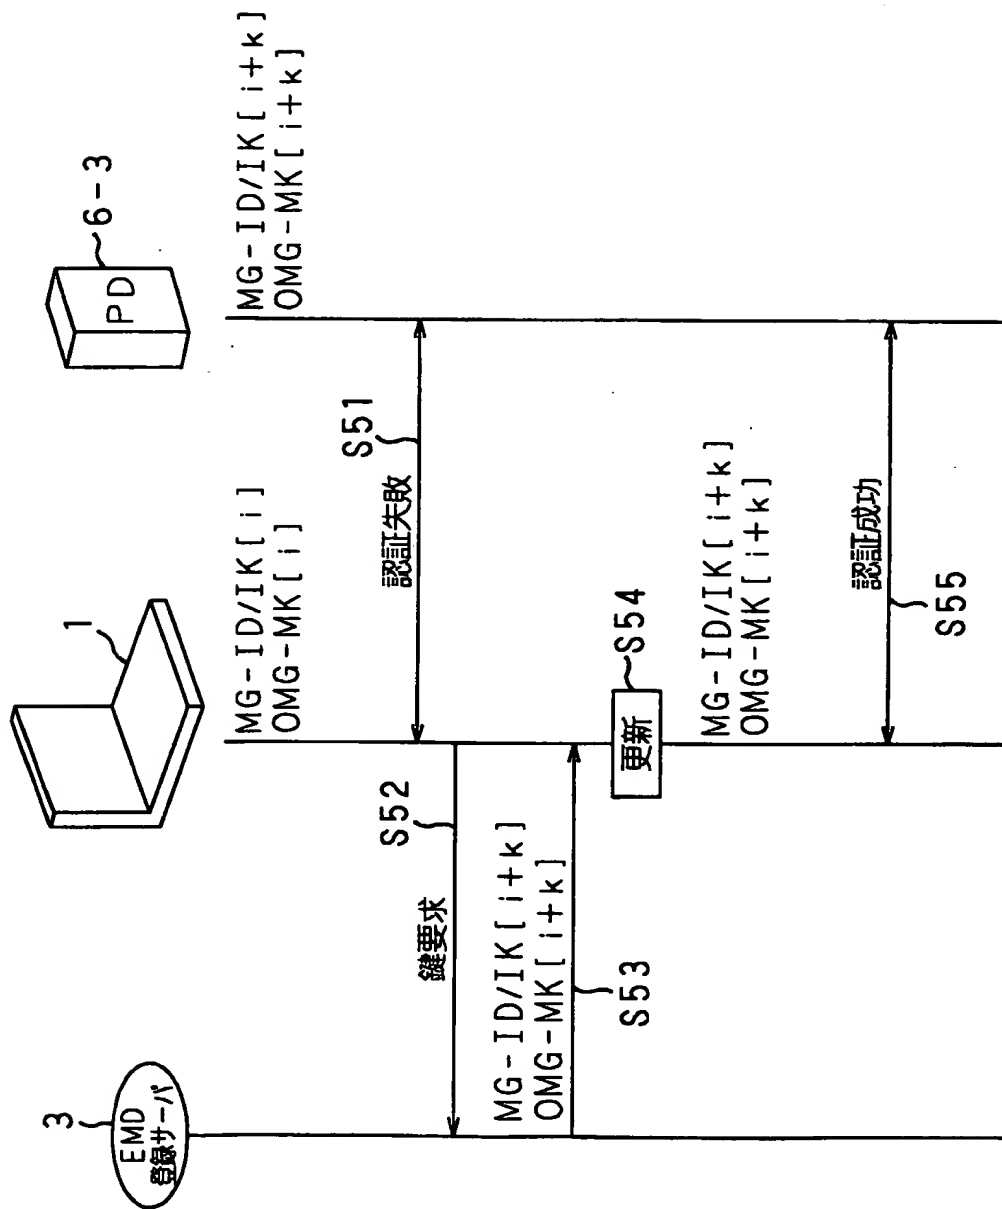 3
EMD
登録サーバ
1
6-3
PD
MG-ID/IK[i]
OMG-MK[i]
MG-ID/IK[i+k]
OMG-MK[i+k]
認証失敗
S51
鍵要求
S52
MG-ID/IK[i+k]
OMG-MK[i+k]
S53
更新
S54
MG-ID/IK[i+k]
OMG-MK[i+k]
認証成功
S55